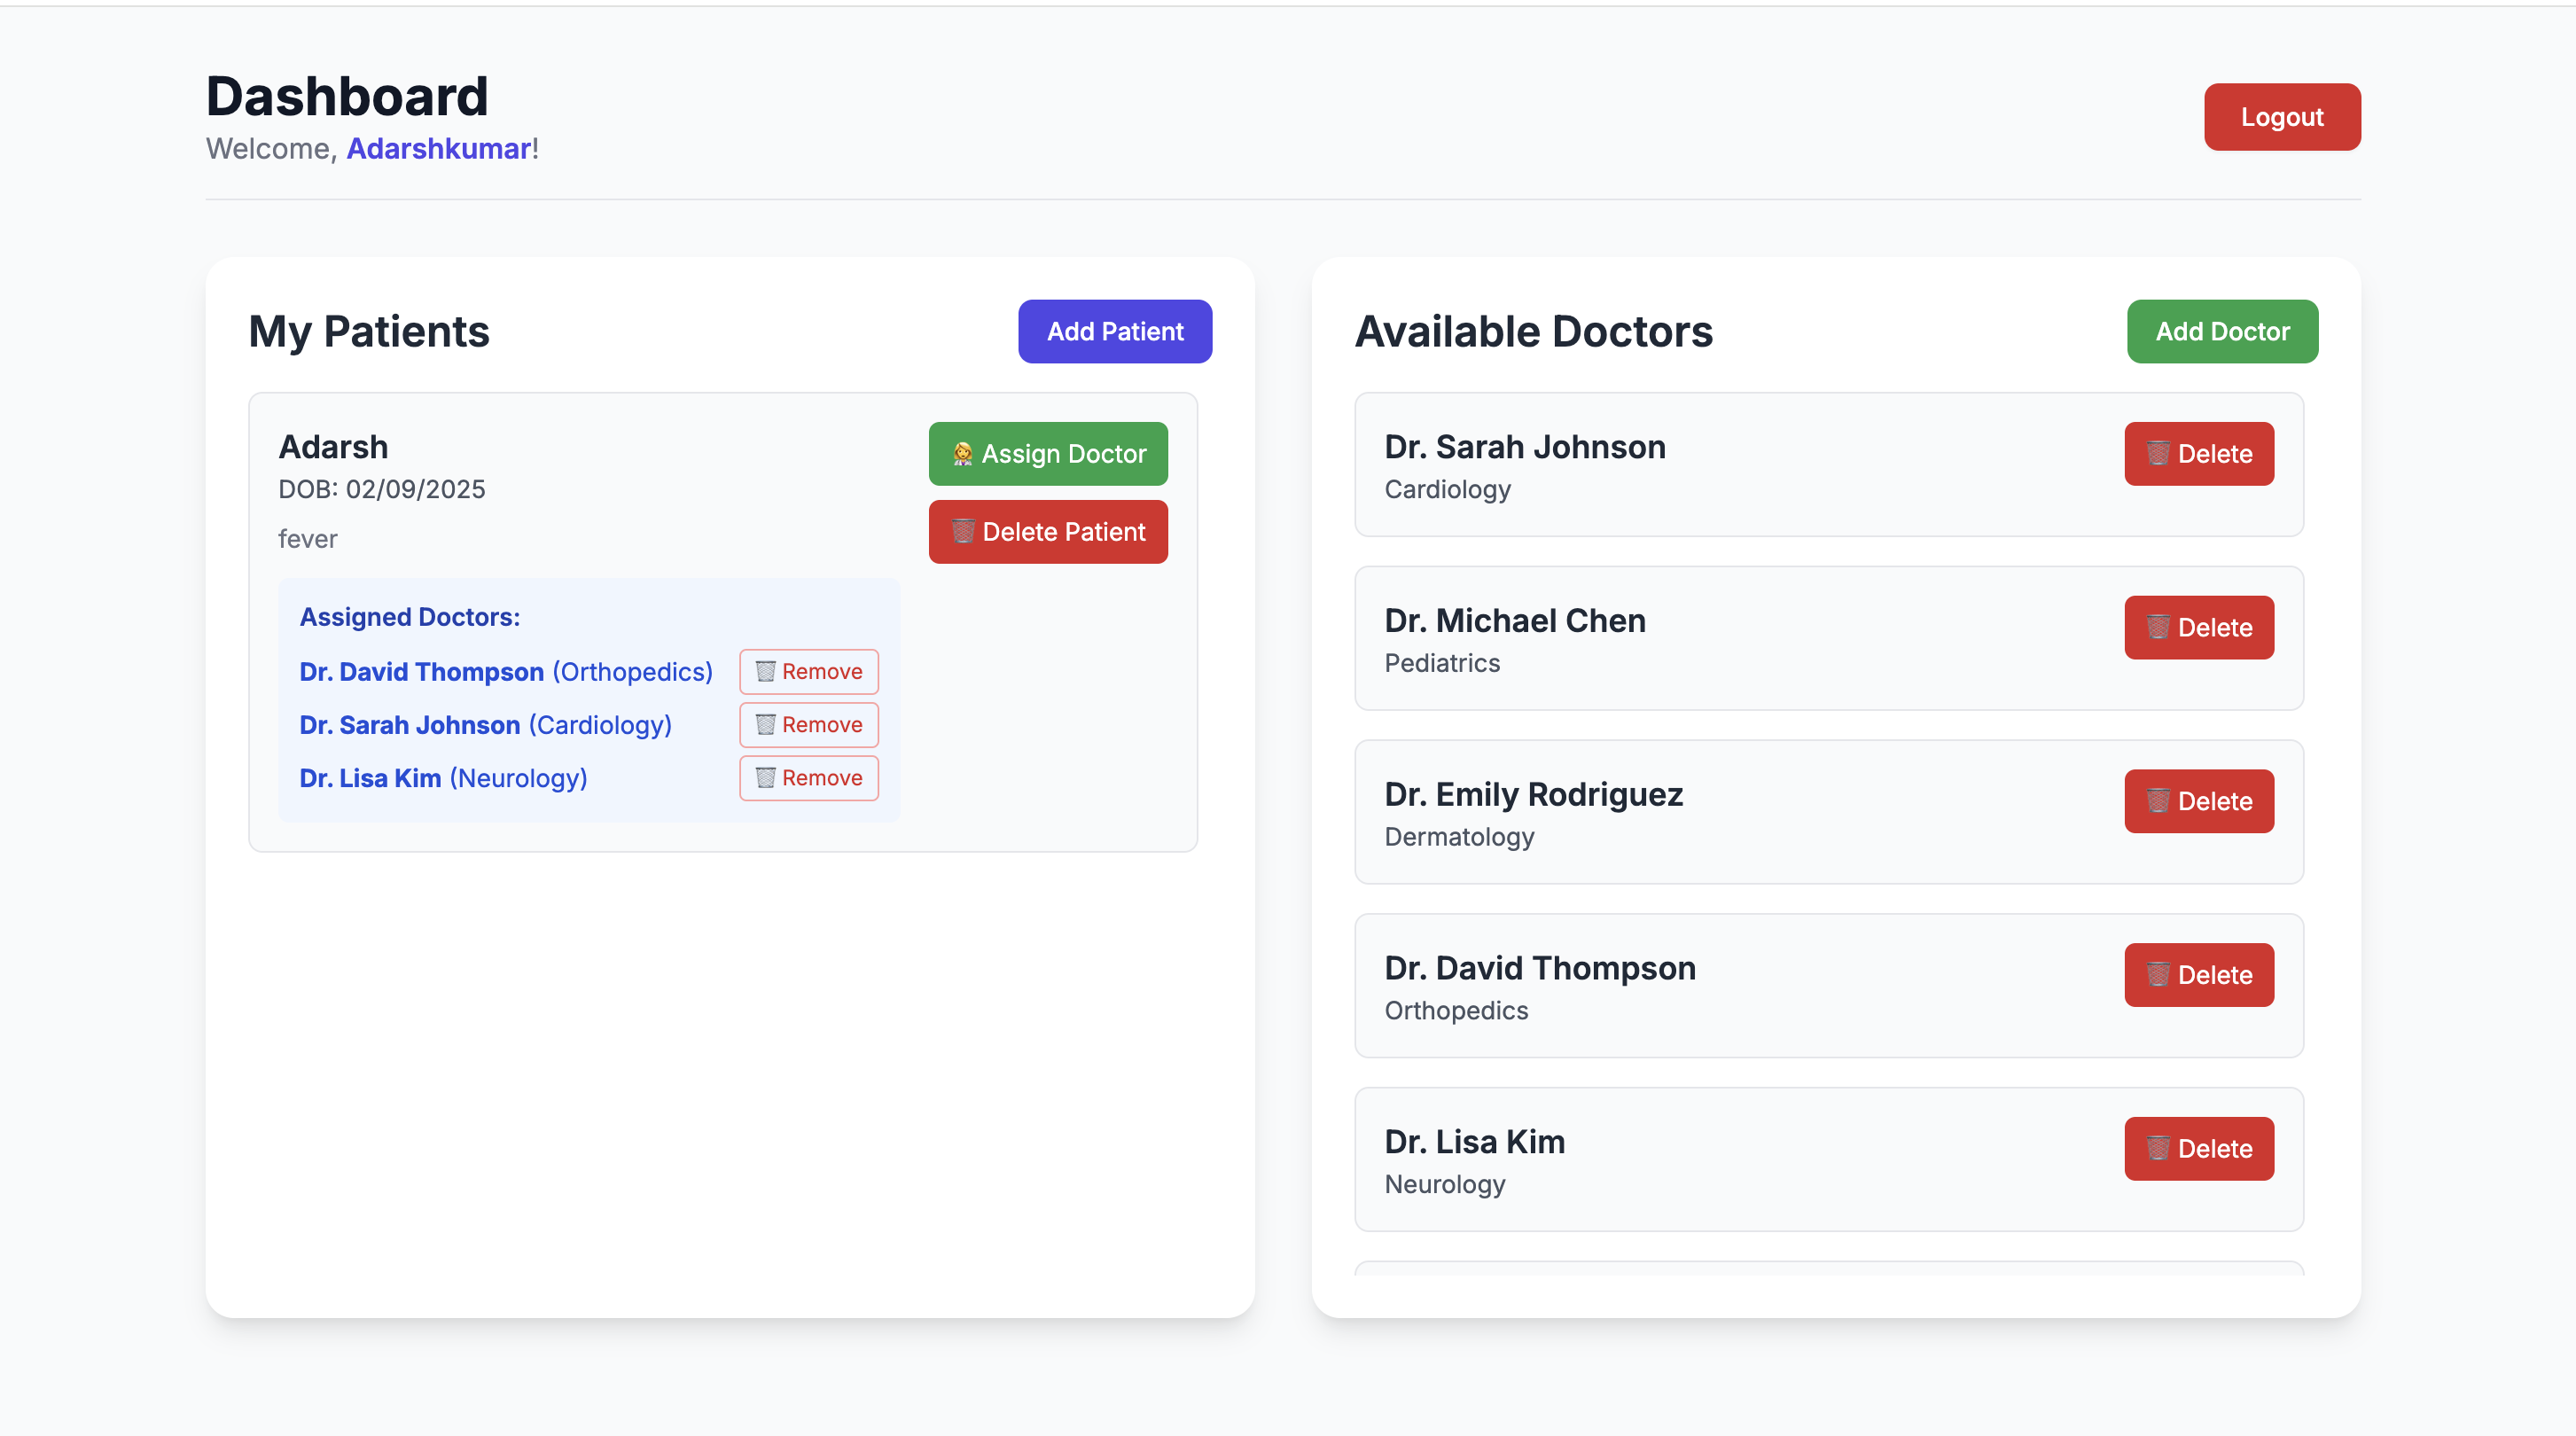 Dashboard
Welcome, Adarshkumar!
Logout
My Patients
Add Patient
Adarsh
DOB: 02/09/2025
fever
Assign Doctor
Delete Patient
Assigned Doctors:
Dr. David Thompson (Orthopedics) Remove
Dr. Sarah Johnson (Cardiology) Remove
Dr. Lisa Kim (Neurology) Remove
Available Doctors
Add Doctor
Dr. Sarah Johnson
Cardiology
Delete
Dr. Michael Chen
Pediatrics
Delete
Dr. Emily Rodriguez
Dermatology
Delete
Dr. David Thompson
Orthopedics
Delete
Dr. Lisa Kim
Neurology
Delete